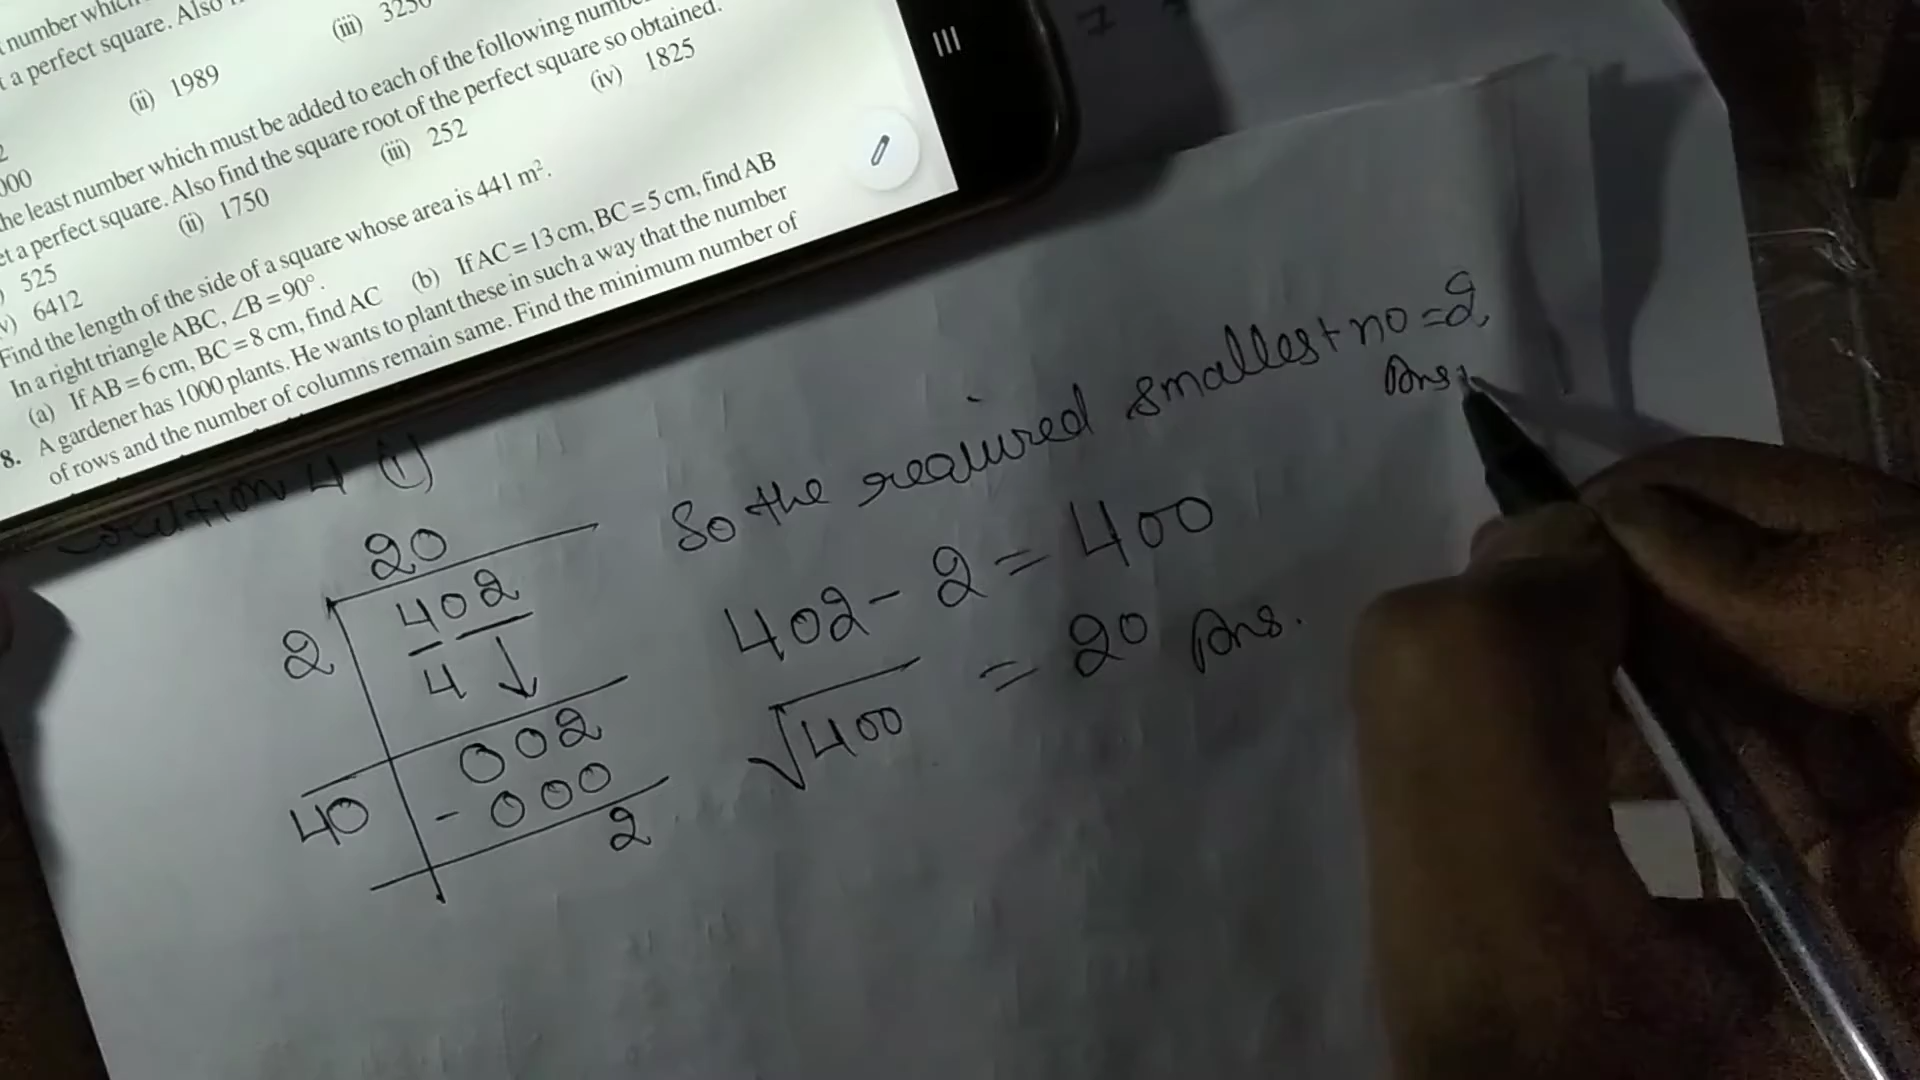 number which
t a perfect square. Also
(ii) 1989
(iii) 3250
000
the least number which must be added to each of the following
et a perfect square. Also find the square root of the perfect square so obtained.
525
(ii) 1750
(iii) 252
(iv) 1825
v) 6412
Find the length of the side of a square whose area is 441 m².
In a right triangle ABC, ∠B = 90°.
(a) If AB = 6 cm, BC = 8 cm, find AC (b) If AC = 13 cm, BC = 5 cm, find AB
8. A gardener has 1000 plants. He wants to plant these in such a way that the number
of rows and the number of columns remain same. Find the minimum number of
4 (i)
20
2 402
4 ↓
002
40 - 000
2
So the required smallest no = 2
Ans.
402 - 2 = 400
√400 = 20 Ans.